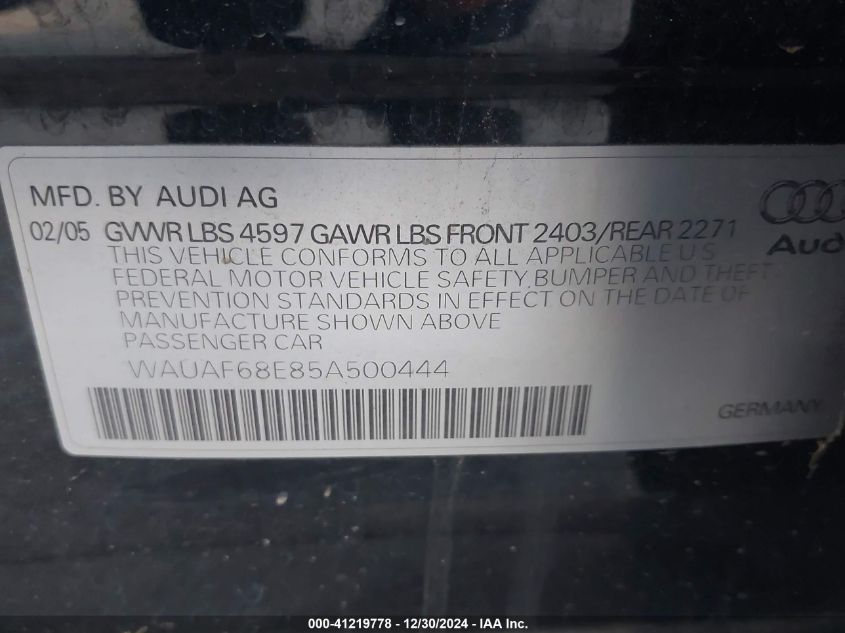 MFD. BY AUDI AG
02/05 GVWR LBS 4597 GAWR LBS FRONT 2403/REAR 2271
THIS VEHICLE CONFORMS TO ALL APPLICABLE U S
FEDERAL MOTOR VEHICLE SAFETY, BUMPER AND THEFT
PREVENTION STANDARDS IN EFFECT ON THE DATE OF
MANUFACTURE SHOWN ABOVE
PASSENGER CAR
WAUAF68E85A500444
Audi
GERMANY
000-41219778 - 12/30/2024 - IAA Inc.